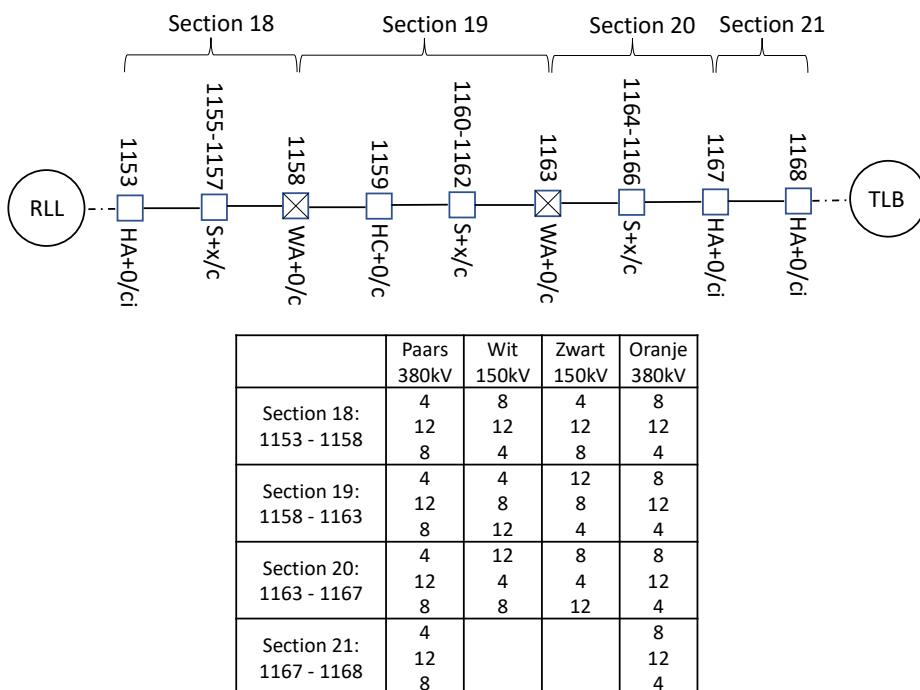 Section 18
Section 19
Section 20
Section 21
RLL
1153
1155-1157
1158
1159
1160-1162
1163
1164-1166
1167
1168
TLB
HA+0/ci
S+x/c
WA+0/c
HC+0/c
S+x/c
WA+0/c
S+x/c
HA+0/ci
HA+0/ci
Paars Wit Zwart Oranje
380kV 150kV 150kV 380kV
4 8 4 8
Section 18:
12 12 12 12
1153 - 1158
8 4 8 4
4 4 12 8
Section 19:
12 8 8 12
1158 - 1163
8 12 4 4
4 12 8 8
Section 20:
12 4 4 12
1163 - 1167
8 8 12 4
4 8
Section 21:
12 12
1167 - 1168
8 4